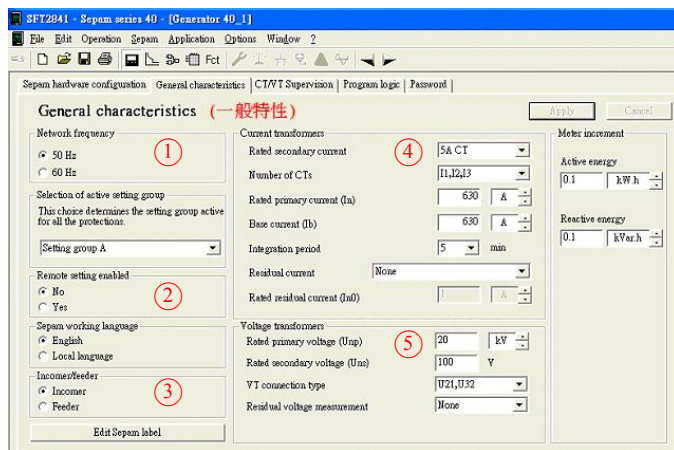 SFT2841 - Sepam series 40 - [Generator 40_1]
File Edit Operation Sepam Application Options Window ?
Fct
Sepam hardware configuration General characteristics CT/VT Supervision Program logic Password
General characteristics (一般特性) Apply Cancel
Network frequency
①
50 Hz
60 Hz
Selection of active setting group
This choice determines the setting group active
for all the protections.
Setting group A
Remote setting enabled
②
No
Yes
Sepam working language
English
Local language
Incomer/feeder
③
Incomer
Feeder
Edit Sepam label
Current transformers
④
Rated secondary current 5A CT
Number of CTs I1,I2,I3
Rated primary current (In) 630 A
Base current (Ib) 630 A
Integration period 5 min
Residual current None
Rated residual current (In0) 1 A
Voltage transformers
⑤
Rated primary voltage (Unp) 20 kV
Rated secondary voltage (Uns) 100 V
VT connection type U21,U32
Residual voltage measurement None
Meter increment
Active energy
0.1 kW.h
Reactive energy
0.1 kVar.h